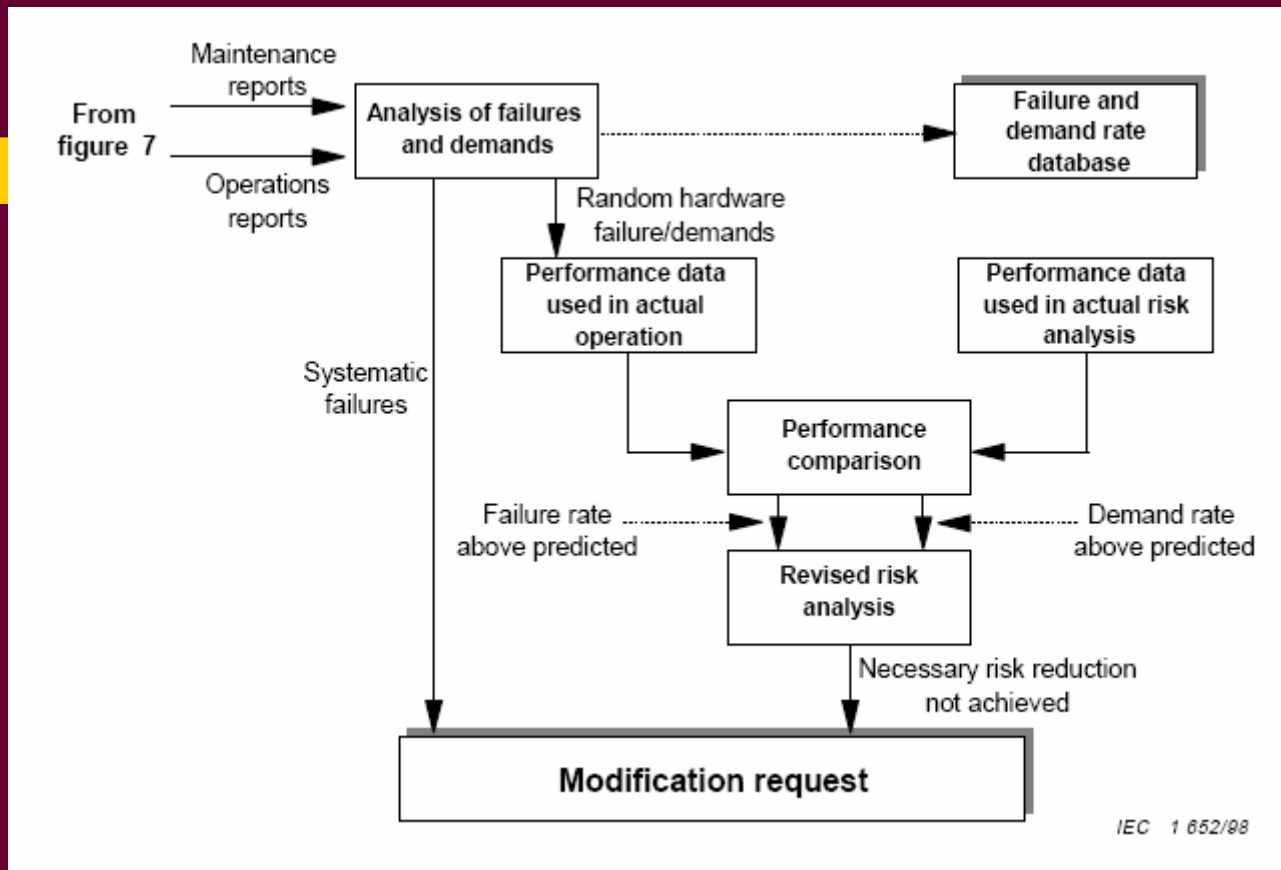 Maintenance
reports
From
figure 7
Operations
reports
Analysis of failures
and demands
Failure and
demand rate
database
Random hardware
failure/demands
Performance data
used in actual
operation
Performance data
used in actual risk
analysis
Systematic
failures
Performance
comparison
Failure rate
above predicted
Demand rate
above predicted
Revised risk
analysis
Necessary risk reduction
not achieved
Modification request
IEC 1 652/98